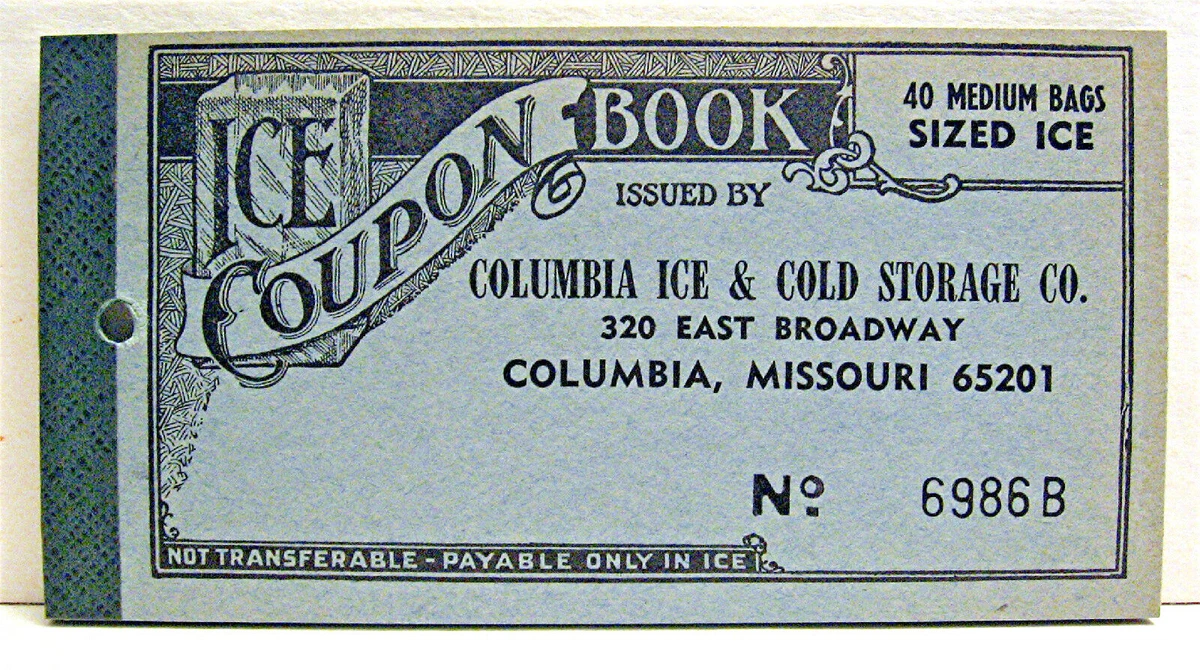 ICE
COUPON BOOK
40 MEDIUM BAGS
SIZED ICE
ISSUED BY
COLUMBIA ICE & COLD STORAGE CO.
320 EAST BROADWAY
COLUMBIA, MISSOURI 65201
No. 6986B
NOT TRANSFERABLE - PAYABLE ONLY IN ICE